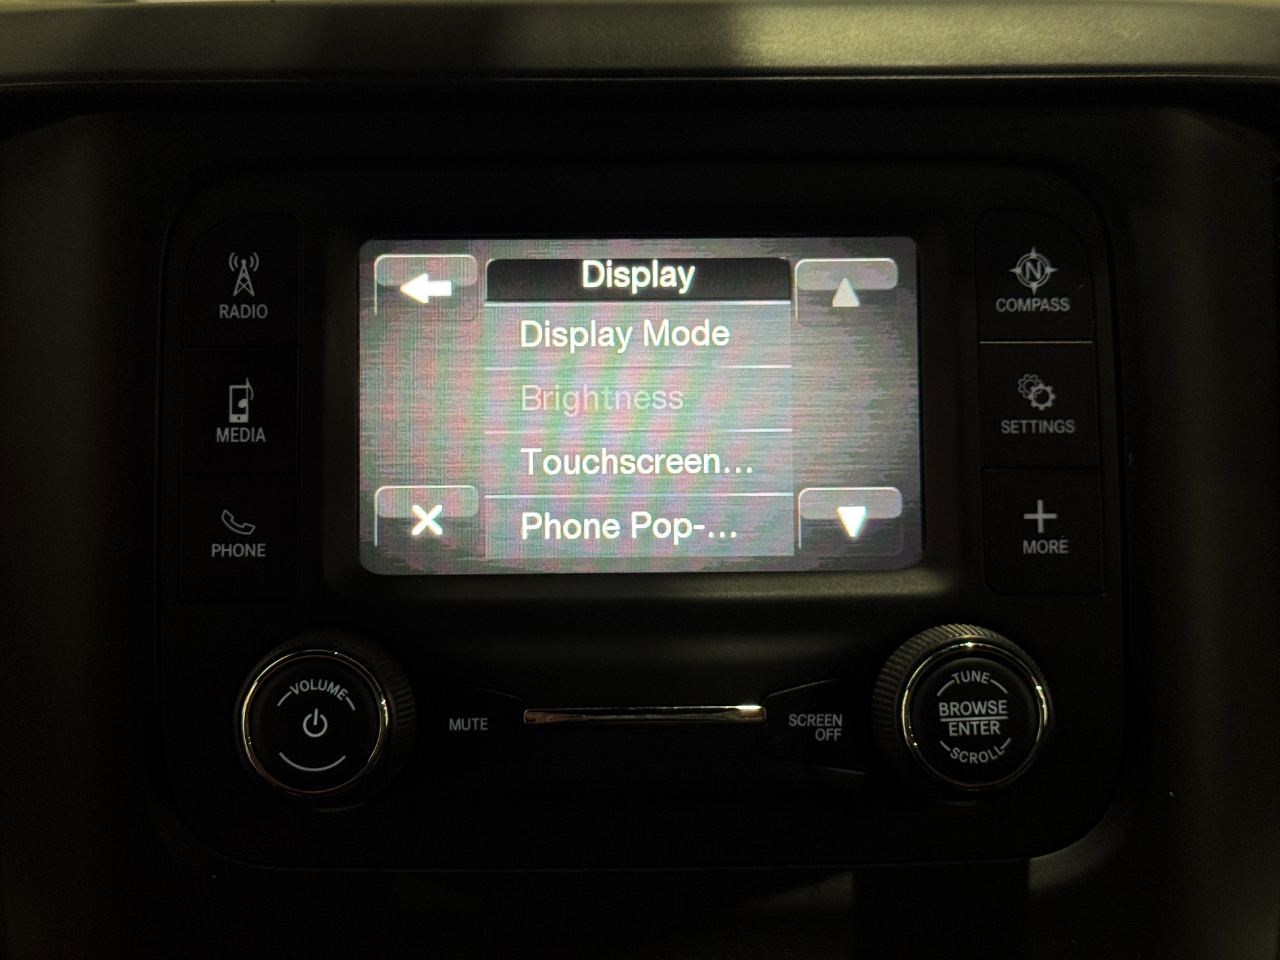 Display
Display Mode
Brightness
Touchscreen...
Phone Pop-...
RADIO
MEDIA
PHONE
N
COMPASS
SETTINGS
MORE
VOLUME
MUTE
SCREEN
OFF
TUNE
BROWSE
ENTER
SCROLL